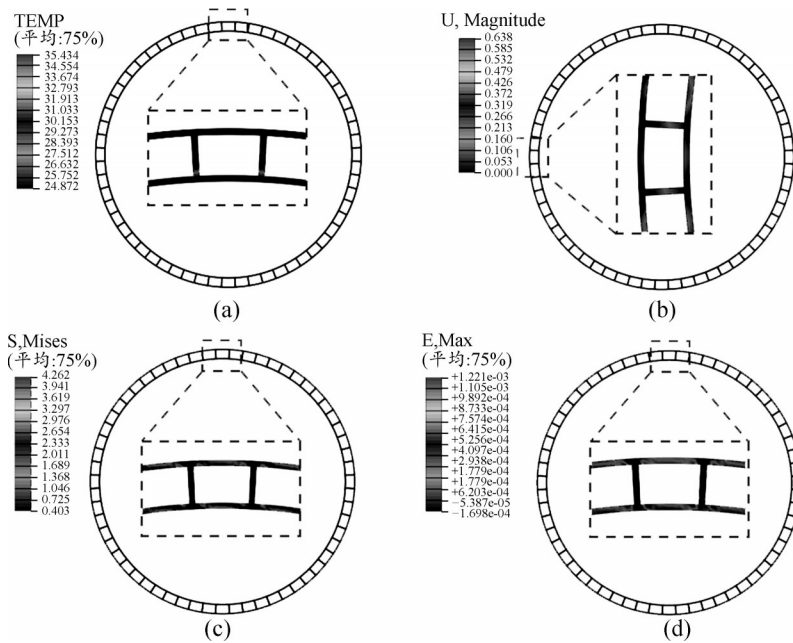 TEMP
(平均:75%)
35.434
34.554
33.674
32.793
31.913
31.033
30.153
29.273
28.393
27.512
26.632
25.752
24.872
(a)
U, Magnitude
0.638
0.585
0.532
0.479
0.426
0.372
0.319
0.266
0.213
0.160
0.106
0.053
0.000
(b)
S,Mises
(平均:75%)
4.262
3.941
3.619
3.297
2.976
2.654
2.333
2.011
1.689
1.368
1.046
0.725
0.403
(c)
E,Max
(平均:75%)
+1.221e-03
+1.105e-03
+9.892e-04
+8.733e-04
+7.574e-04
+6.415e-04
+5.256e-04
+4.097e-04
+2.938e-04
+1.779e-04
+1.779e-04
+6.203e-04
−5.387e-05
−1.698e-04
(d)